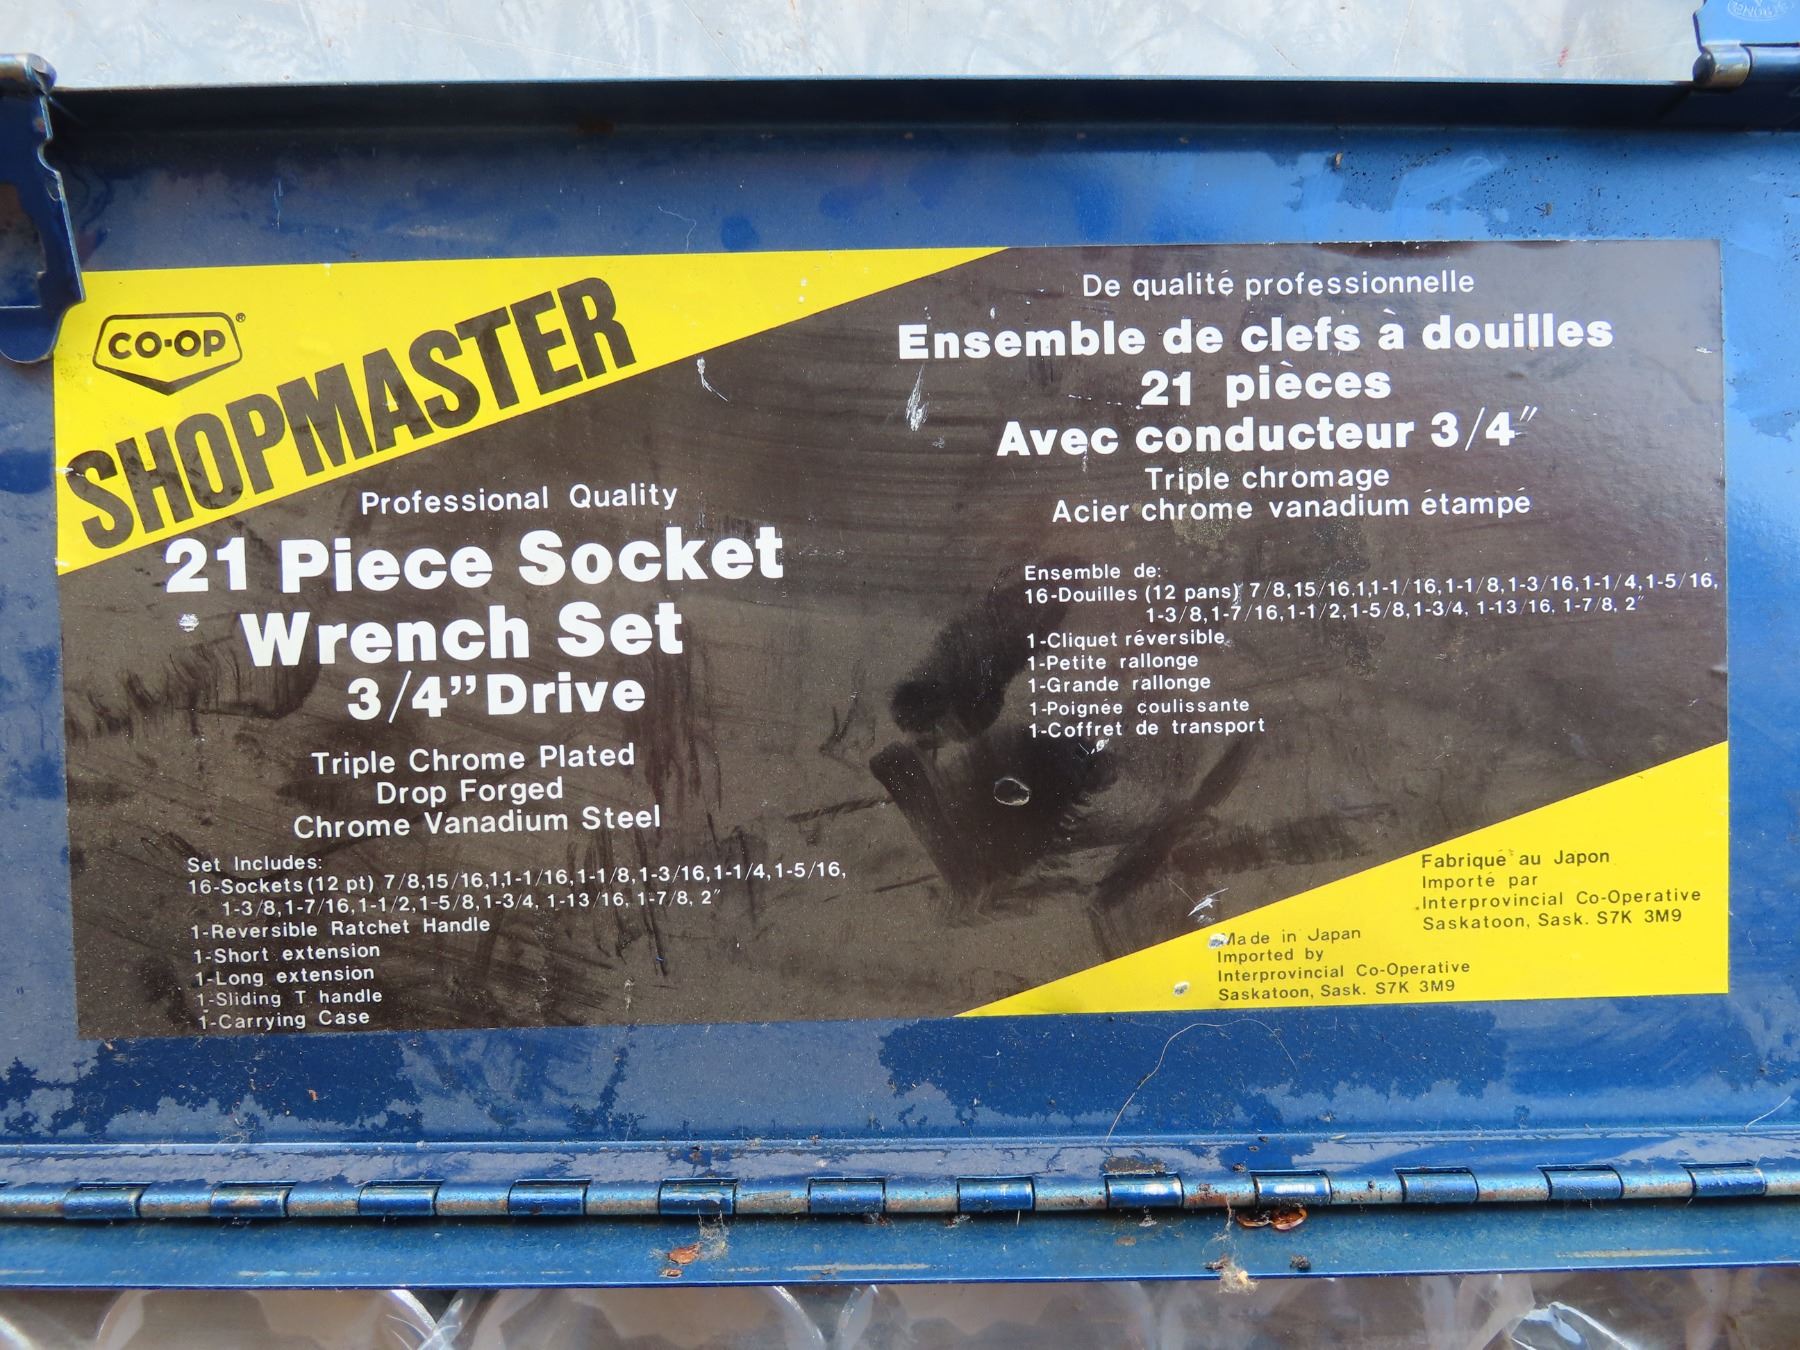 CO-OP®
SHOPMASTER
Professional Quality
21 Piece Socket
Wrench Set
3/4" Drive
Triple Chrome Plated
Drop Forged
Chrome Vanadium Steel
Set Includes:
16-Sockets (12 pt) 7/8,15/16,1,1-1/16,1-1/8,1-3/16,1-1/4,1-5/16,
1-3/8,1-7/16,1-1/2,1-5/8,1-3/4, 1-13/16, 1-7/8, 2"
1-Reversible Ratchet Handle
1-Short extension
1-Long extension
1-Sliding T handle
1-Carrying Case
De qualité professionnelle
Ensemble de clefs à douilles
21 pièces
Avec conducteur 3/4"
Triple chromage
Acier chrome vanadium étampé
Ensemble de:
16-Douilles (12 pans) 7/8,15/16,1,1-1/16,1-1/8,1-3/16,1-1/4,1-5/16,
1-3/8,1-7/16,1-1/2,1-5/8,1-3/4, 1-13/16, 1-7/8, 2"
1-Cliquet réversible
1-Petite rallonge
1-Grande rallonge
1-Poignée coulissante
1-Coffret de transport
Fabrique au Japon
Importé par
Interprovincial Co-Operative
Saskatoon, Sask. S7K 3M9
Made in Japan
Imported by
Interprovincial Co-Operative
Saskatoon, Sask. S7K 3M9